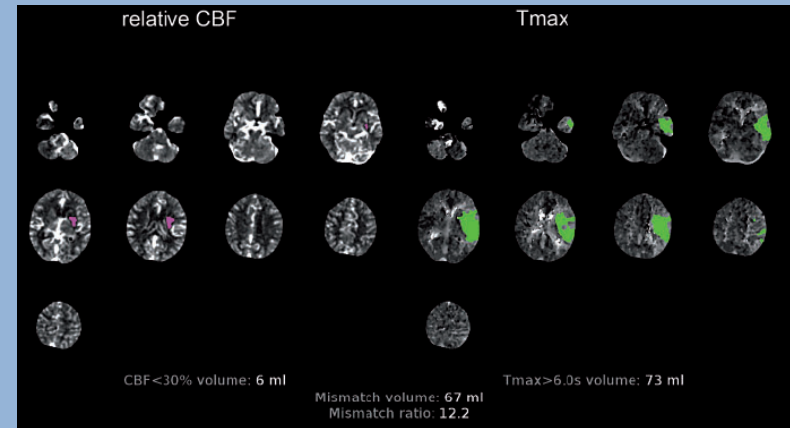 relative CBF
Tmax
CBF<30% volume: 6 ml
Tmax>6.0s volume: 73 ml
Mismatch volume: 67 ml
Mismatch ratio: 12.2